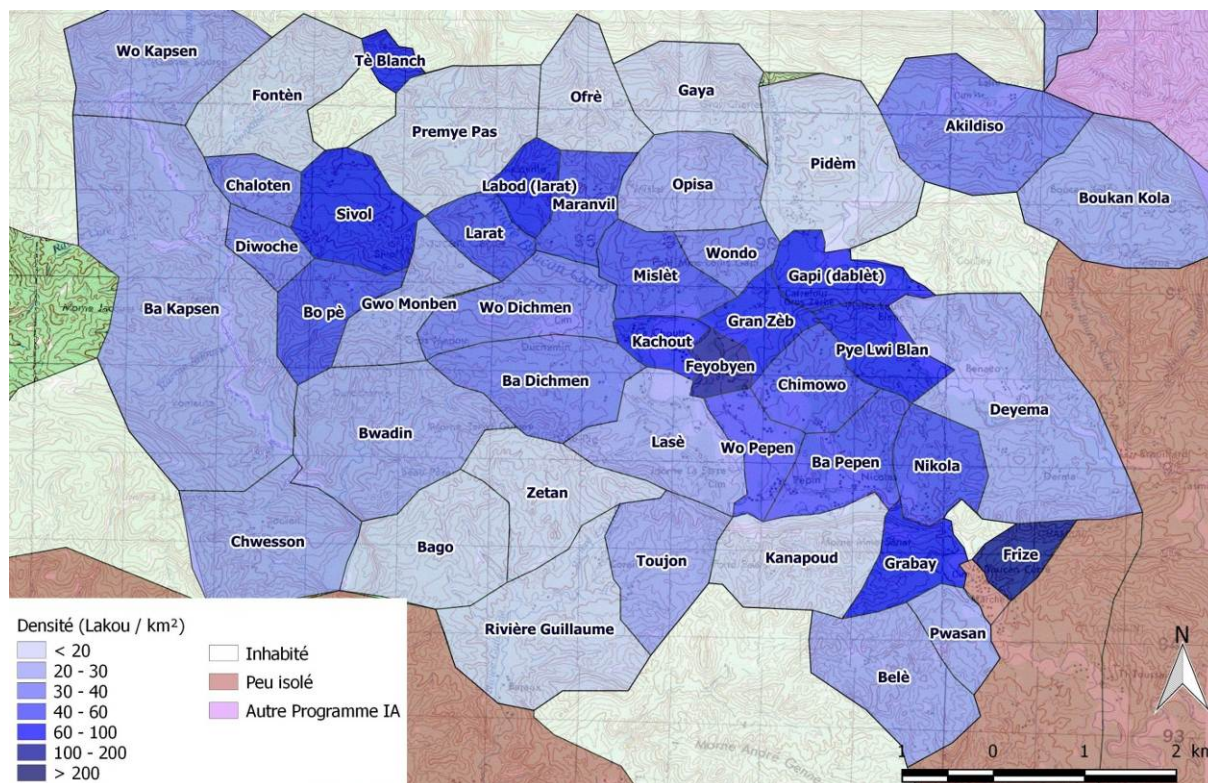 Wo Kapsen
Tè Blanch
Fontèn
Ofrè
Gaya
Premye Pas
Akildiso
Pidèm
Chaloten
Labod (larat)
Opisa
Maranvil
Boukan Kola
Sivol
Larat
Diwoche
Wondo
Mislèt
Gapi (dablèt)
Ba Kapsen
Bo pè
Gwo Monben
Wo Dichmen
Gran Zèb
Kachout
Pye Lwi Blan
Feyobyen
Ba Dichmen
Chimowo
Deyema
Bwadin
Lasè
Wo Pepen
Ba Pepen
Nikola
Zetan
Chwesson
Bago
Toujon
Kanapoud
Grabay
Frize
Rivière Guillaume
Pwasan
Belè
Morne André
93
Densité (Lakou / km²)
< 20
20 - 30
30 - 40
40 - 60
60 - 100
100 - 200
> 200
Inhabité
Peu isolé
Autre Programme IA
N
1 0 1 2 km